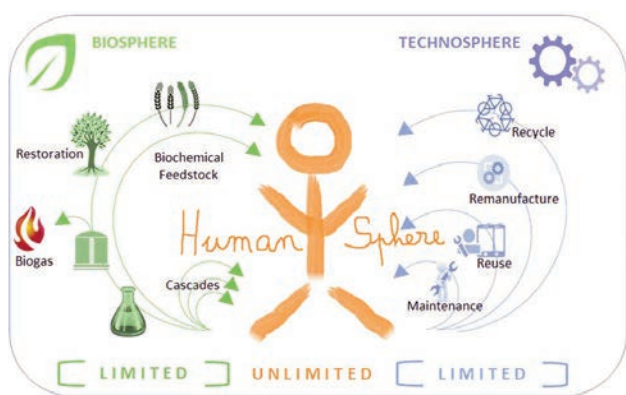 BIOSPHERE
TECHNOSPHERE
Restoration
Biochemical
Feedstock
Recycle
Remanufacture
Human Sphere
Biogas
Reuse
Cascades
Maintenance
LIMITED
UNLIMITED
LIMITED